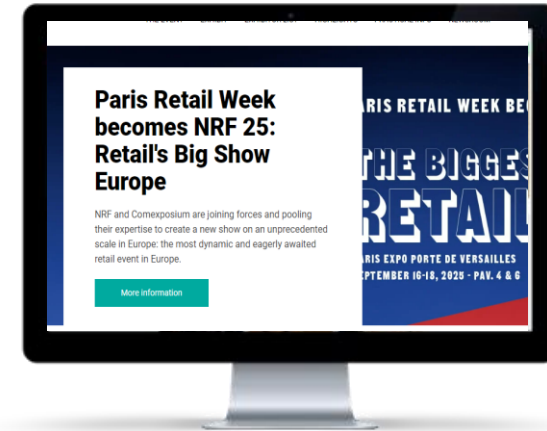 Paris Retail Week
becomes NRF 25:
Retail's Big Show
Europe
NRF and Comexposium are joining forces and pooling
their expertise to create a new show on an unprecedented
scale in Europe: the most dynamic and eagerly awaited
retail event in Europe.
More information
ARIS RETAIL WEEK BE
THE BIGGES
RETAIL
ARIS EXPO PORTE DE VERSAILLES
PTEMBER 16-18, 2025 - PAV. 4 & 6